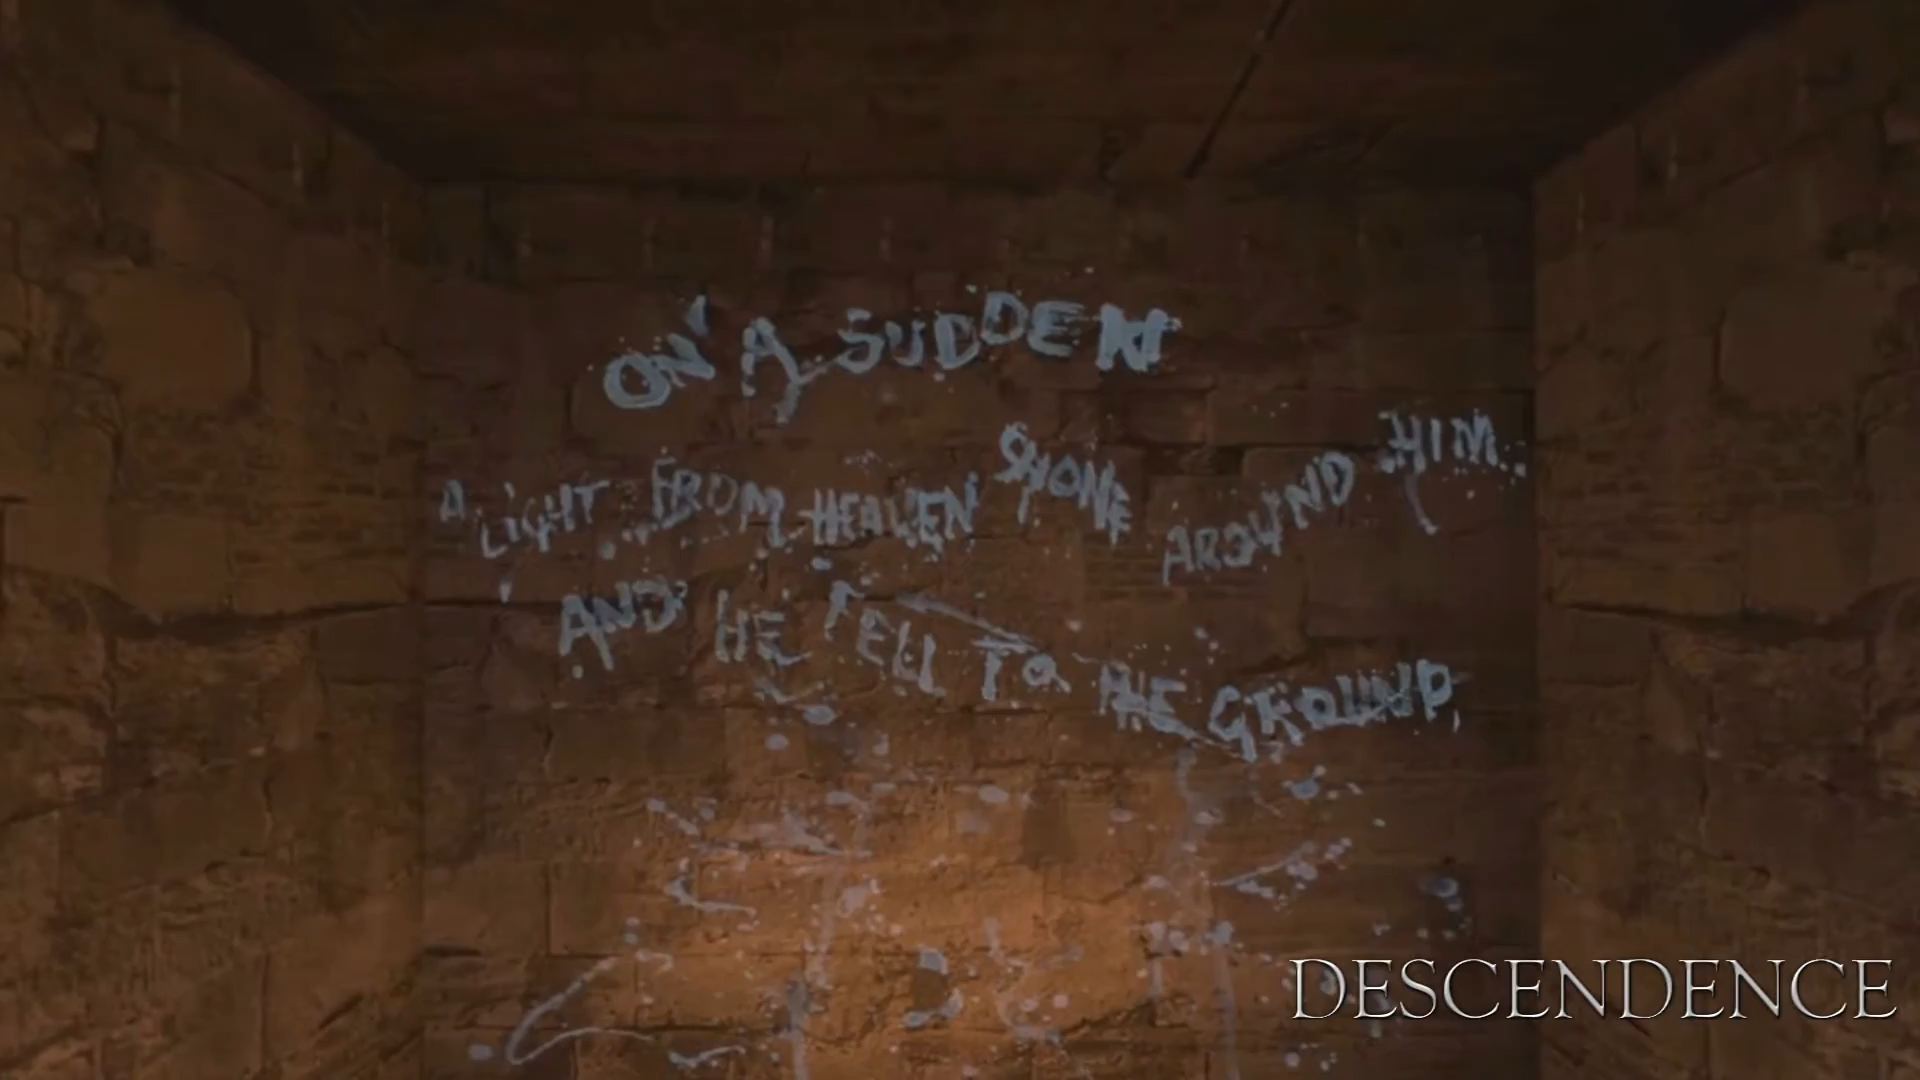 ON A SUDDEN
A LIGHT FROM HEAVEN SHONE AROUND HIM
AND HE FELL TO THE GROUND
DESCENDENCE